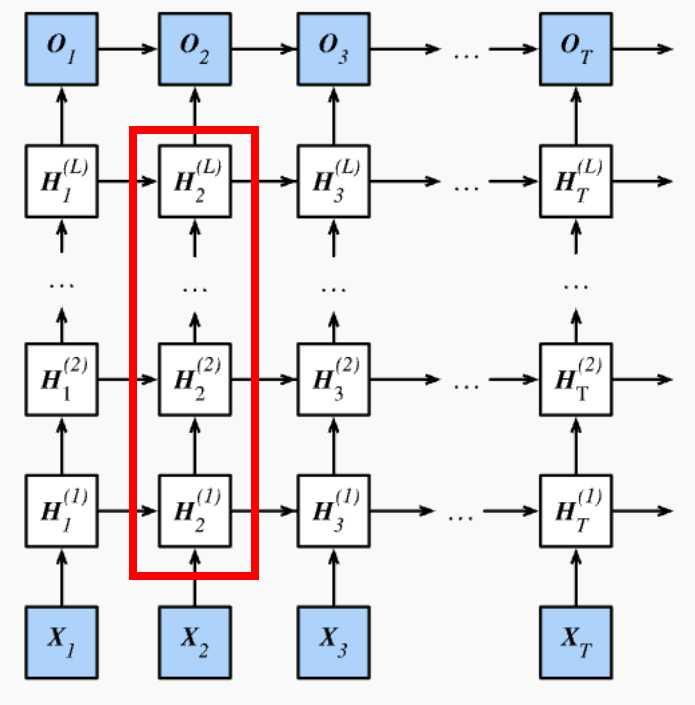 O1 O2 O3 ... OT
H1(L) H2(L) H3(L) ... HT(L)
... ... ... ...
H1(2) H2(2) H3(2) ... HT(2)
H1(1) H2(1) H3(1) ... HT(1)
X1 X2 X3 XT